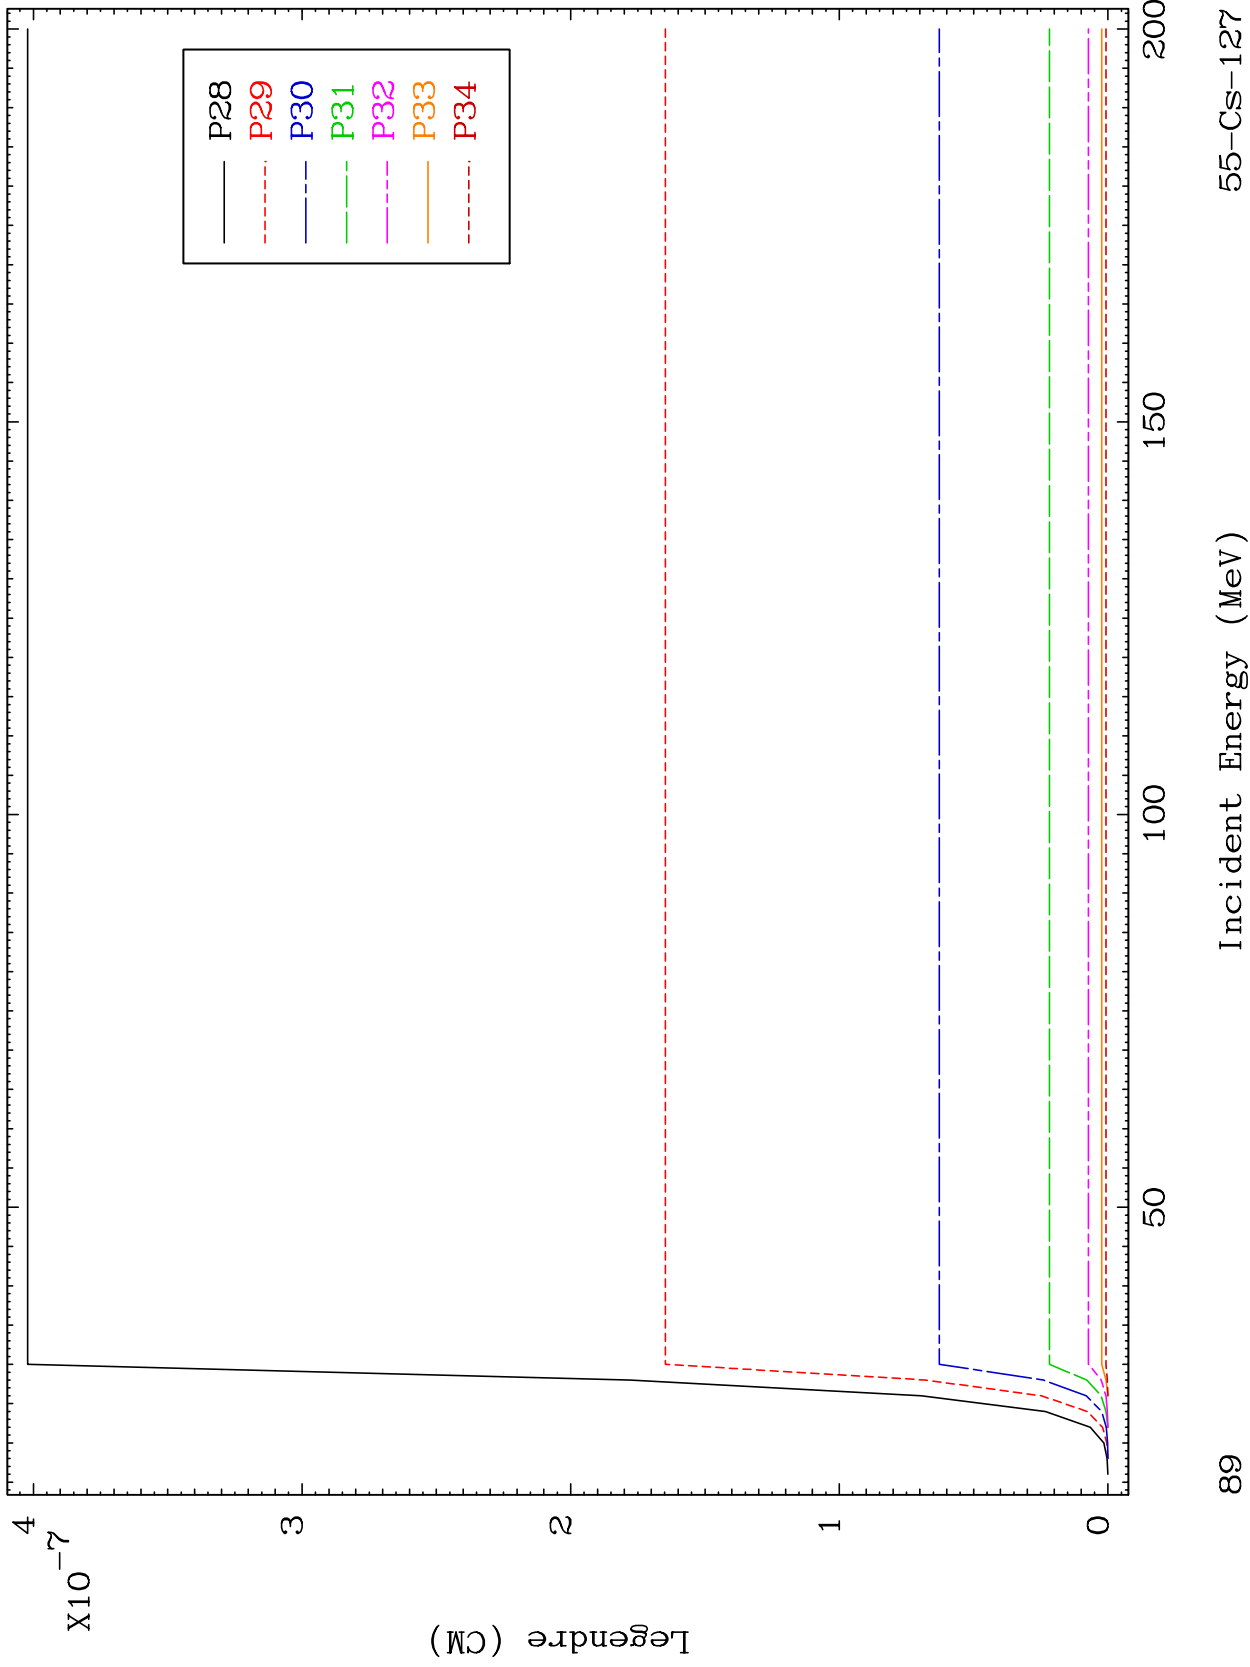 X10-7
4
3
2
1
0
Legendre (CM)
P28
P29
P30
P31
P32
P33
P34
50
100
150
200
Incident Energy (MeV)
89
55-Cs-127